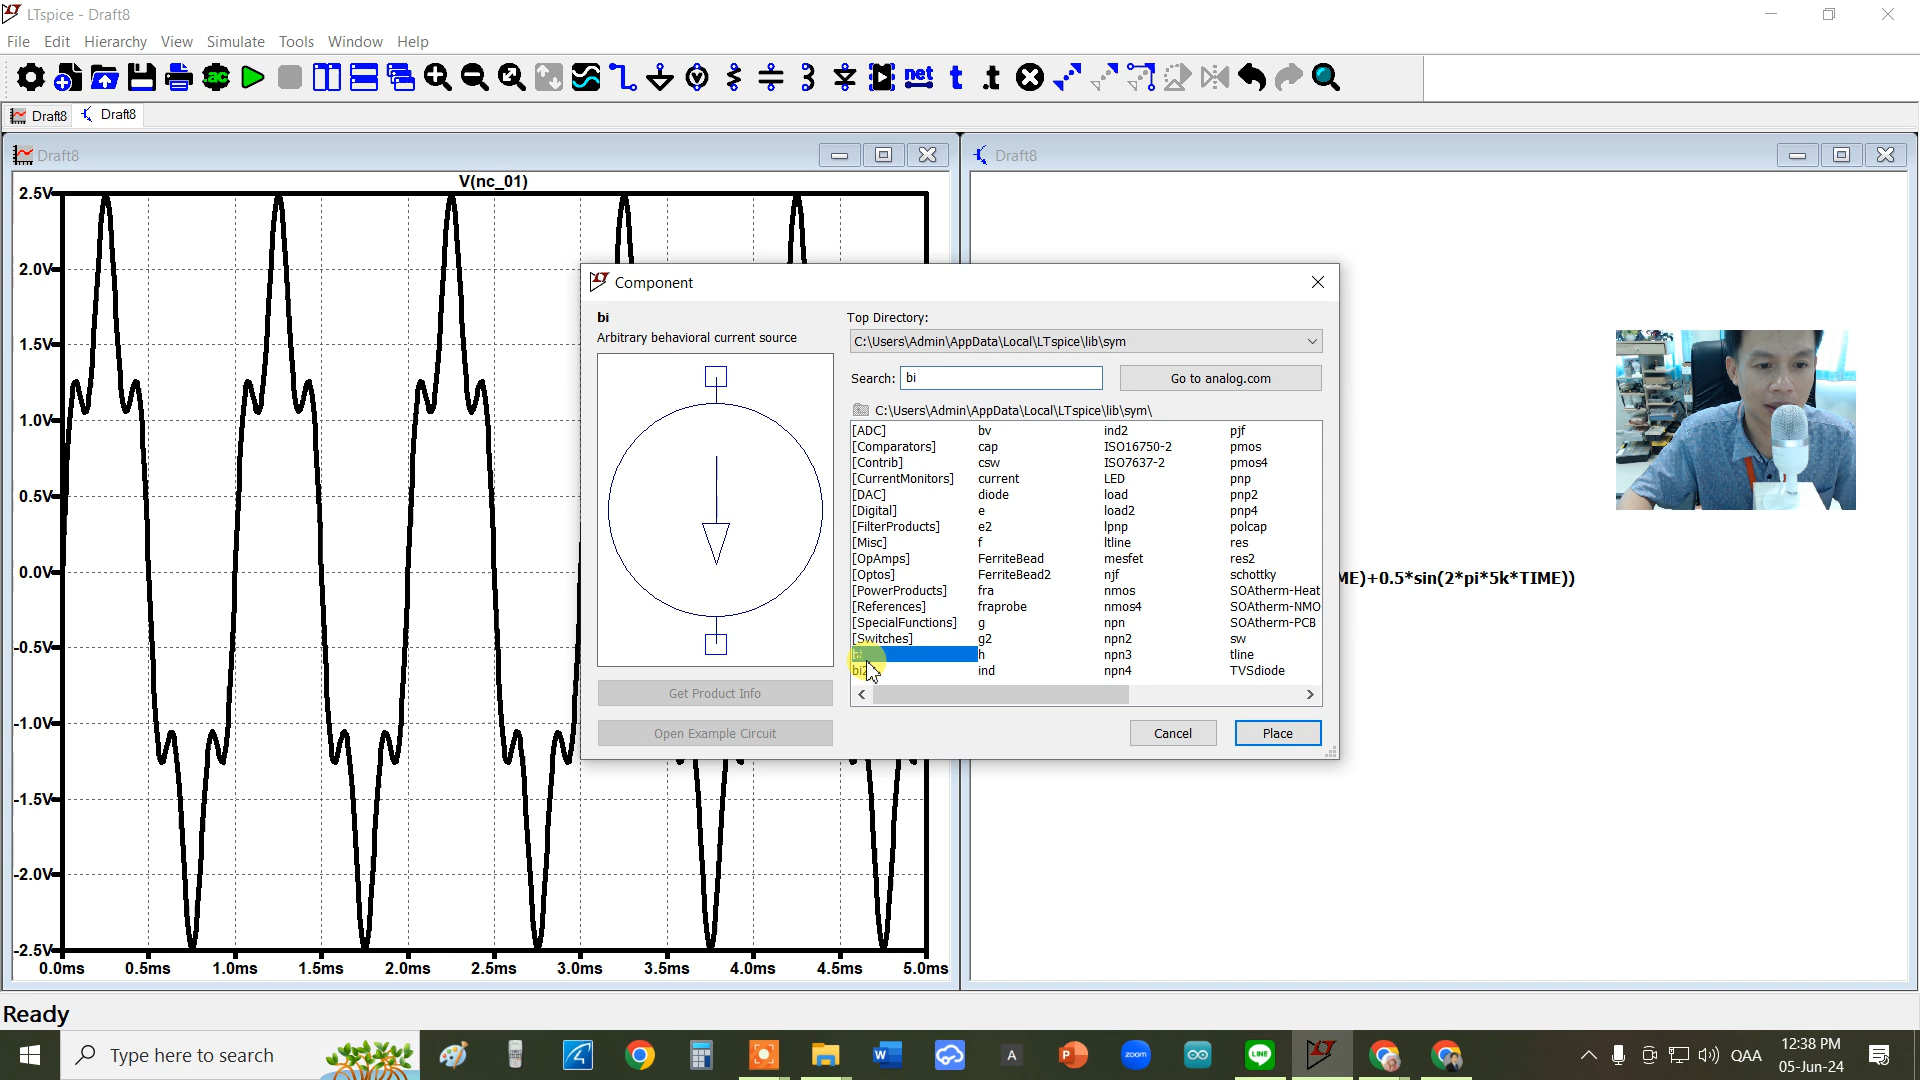 LTspice - Draft8
File Edit Hierarchy View Simulate Tools Window Help
.ac net t .t
Draft8 Draft8
Draft8
Draft8
V(nc_01)
2.5V
2.0V
1.5V
1.0V
0.5V
0.0V
-0.5V
-1.0V
-1.5V
-2.0V
-2.5V
0.0ms 0.5ms 1.0ms 1.5ms 2.0ms 2.5ms 3.0ms 3.5ms 4.0ms 4.5ms 5.0ms
Component
bi
Arbitrary behavioral current source
Get Product Info
Open Example Circuit
Top Directory:
C:\Users\Admin\AppData\Local\LTspice\lib\sym
Search: bi Go to analog.com
C:\Users\Admin\AppData\Local\LTspice\lib\sym\
[ADC] bv ind2 pjf
[Comparators] cap ISO16750-2 pmos
[Contrib] csw ISO7637-2 pmos4
[CurrentMonitors] current LED pnp
[DAC] diode load pnp2
[Digital] e load2 pnp4
[FilterProducts] e2 lpnp polcap
[Misc] f ltline res
[OpAmps] FerriteBead mesfet res2
[Optos] FerriteBead2 njf schottky
[PowerProducts] fra nmos SOAtherm-Heat
[References] fraprobe nmos4 SOAtherm-NMO
[SpecialFunctions] g npn SOAtherm-PCB
[Switches] g2 npn2 sw
bi h npn3 tline
bi2 ind npn4 TVSdiode
Cancel Place
ME)+0.5*sin(2*pi*5k*TIME))
Ready
Type here to search
zoom
LINE
QAA
12:38 PM
05-Jun-24